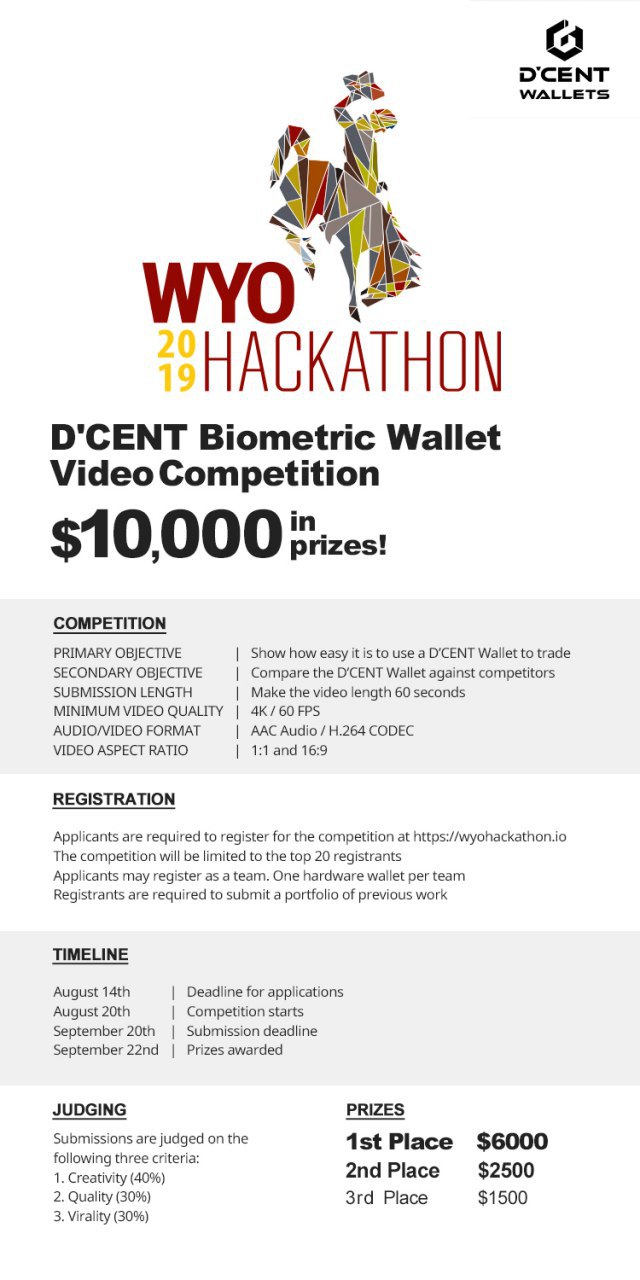 D'CENT
WALLETS
WYO
20
19
HACKATHON
D'CENT Biometric Wallet
Video Competition
$10,000 in
prizes!
COMPETITION
PRIMARY OBJECTIVE | Show how easy it is to use a D’CENT Wallet to trade
SECONDARY OBJECTIVE | Compare the D’CENT Wallet against competitors
SUBMISSION LENGTH | Make the video length 60 seconds
MINIMUM VIDEO QUALITY | 4K / 60 FPS
AUDIO/VIDEO FORMAT | AAC Audio / H.264 CODEC
VIDEO ASPECT RATIO | 1:1 and 16:9
REGISTRATION
Applicants are required to register for the competition at https://wyohackathon.io
The competition will be limited to the top 20 registrants
Applicants may register as a team. One hardware wallet per team
Registrants are required to submit a portfolio of previous work
TIMELINE
August 14th | Deadline for applications
August 20th | Competition starts
September 20th | Submission deadline
September 22nd | Prizes awarded
JUDGING
Submissions are judged on the
following three criteria:
1. Creativity (40%)
2. Quality (30%)
3. Virality (30%)
PRIZES
1st Place $6000
2nd Place $2500
3rd Place $1500